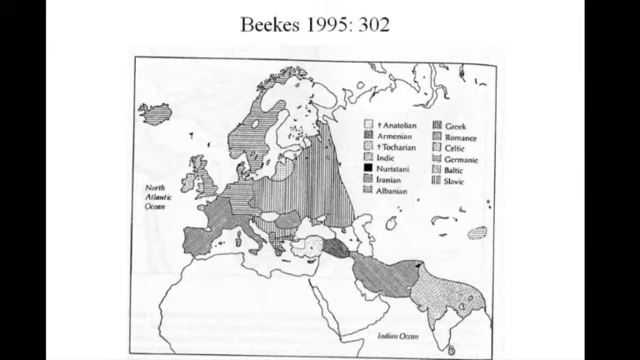 Beekes 1995: 302
† Anatolian
Armenian
† Tocharian
Indic
Nuristani
Iranian
Albanian
Greek
Romance
Celtic
Germanic
Baltic
Slavic
North
Atlantic
Ocean
Indian Ocean